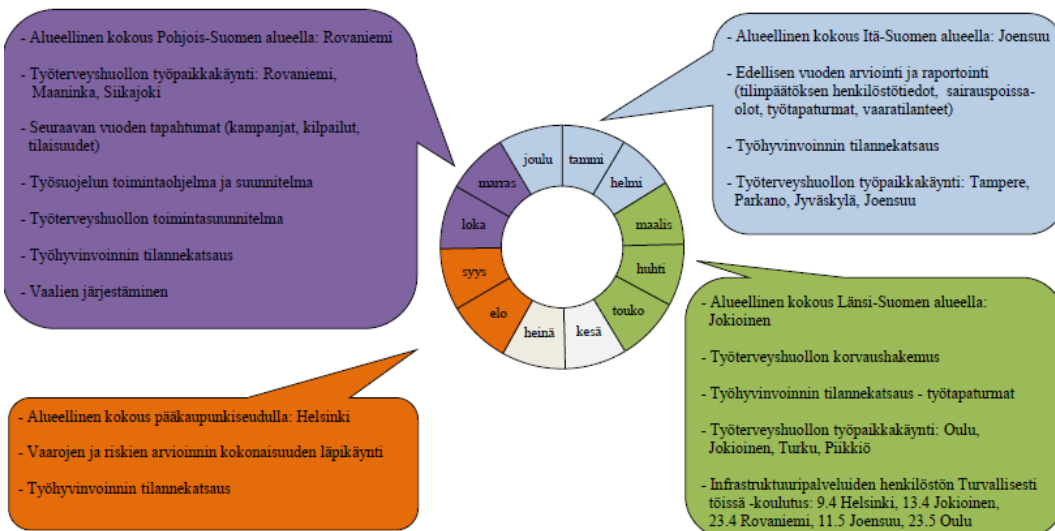 - Alueellinen kokous Pohjois-Suomen alueella: Rovaniemi
- Työterveyshuollon työpaikkakäynti: Rovaniemi,
Maaninka, Siikajoki
- Seuraavan vuoden tapahtumat (kampanjat, kilpailut,
tilaisuudet)
- Työsuojelun toimintaohjelma ja suunnitelma
- Työterveyshuollon toimintasuunnitelma
- Työhyvinvoinnin tilannekatsaus
- Vaalien järjestäminen
- Alueellinen kokous Itä-Suomen alueella: Joensuu
- Edellisen vuoden arviointi ja raportointi
(tilinpäätöksen henkilöstötiedot, sairauspoissa-
olot, työtapaturmat, vaaratilanteet)
- Työhyvinvoinnin tilannekatsaus
- Työterveyshuollon työpaikkakäynti: Tampere,
Parkano, Jyväskylä, Joensuu
joulu
tammi
helmi
maalis
huhti
touko
kesä
heinä
elo
syys
loka
marras
- Alueellinen kokous pääkaupunkiseudulla: Helsinki
- Vaarojen ja riskien arvioinnin kokonaisuuden läpikäynti
- Työhyvinvoinnin tilannekatsaus
- Alueellinen kokous Länsi-Suomen alueella:
Jokioinen
- Työterveyshuollon korvaushakemus
- Työhyvinvoinnin tilannekatsaus - työtapaturmat
- Työterveyshuollon työpaikkakäynti: Oulu,
Jokioinen, Turku, Piikkiö
- Infrastruktuuripalveluiden henkilöstön Turvallisesti
töissä -koulutus: 9.4 Helsinki, 13.4 Jokioinen,
23.4 Rovaniemi, 11.5 Joensuu, 23.5 Oulu